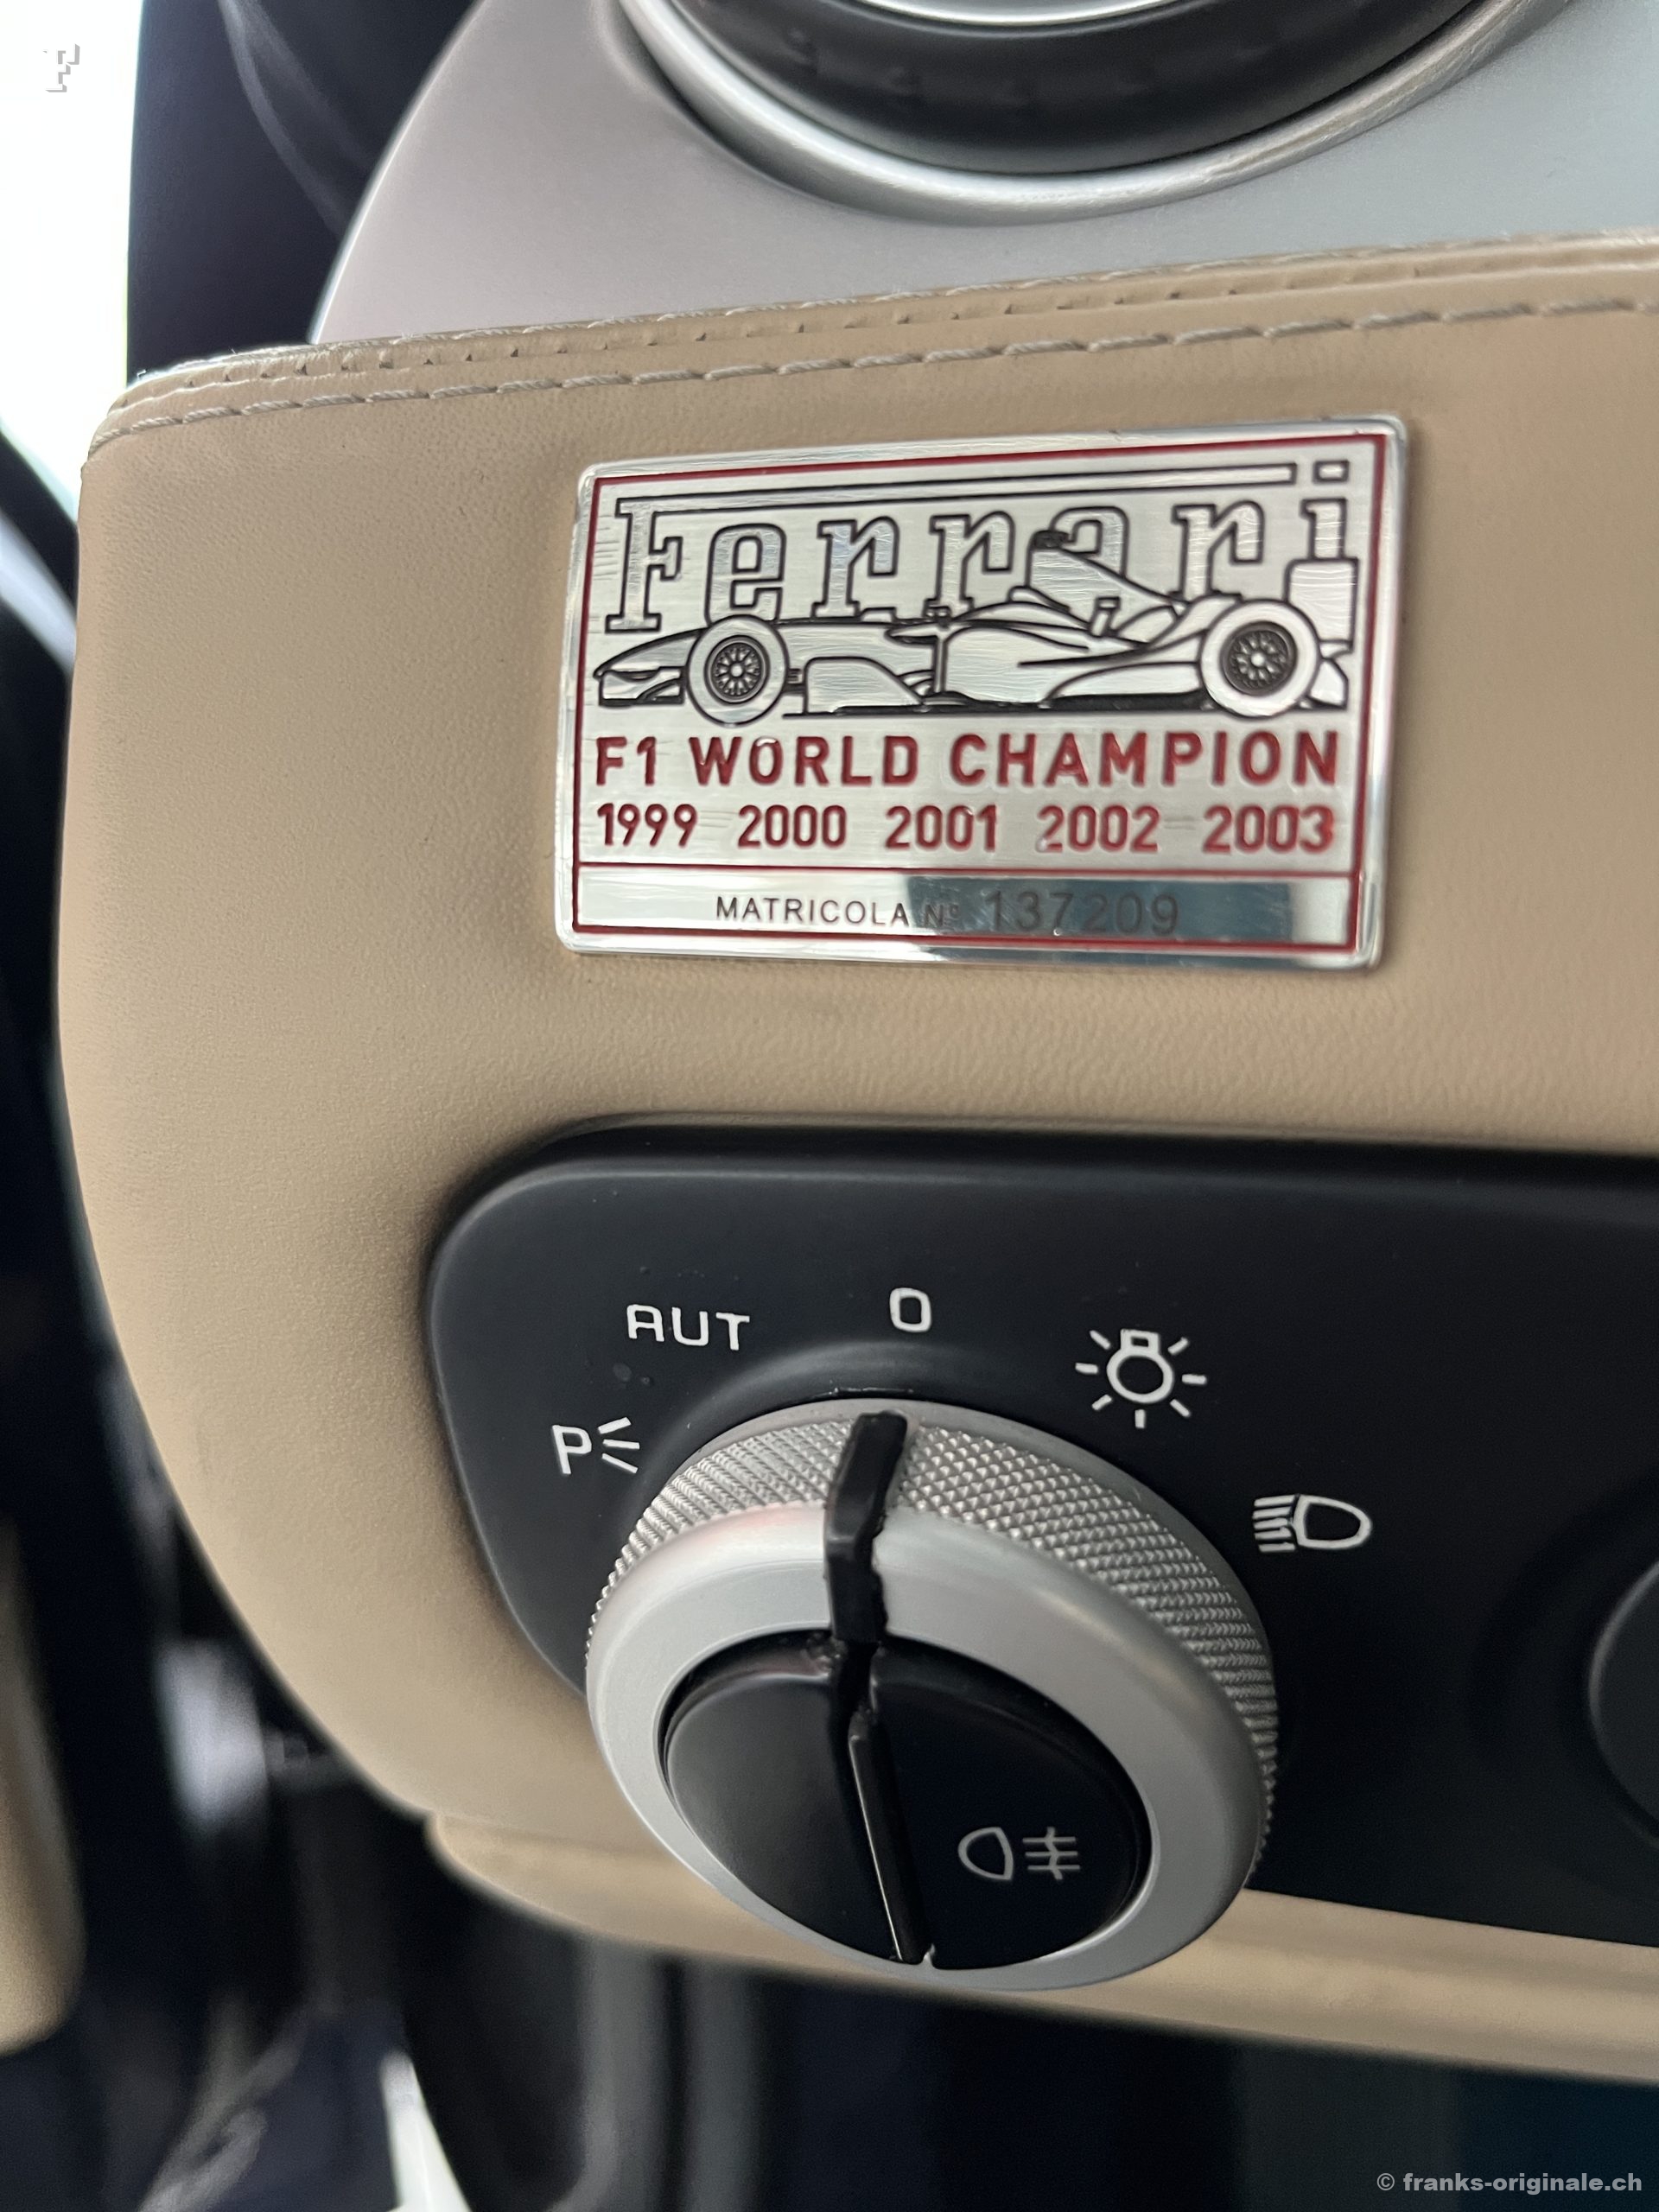 F
Ferrari
F1 WORLD CHAMPION
1999 2000 2001 2002 2003
MATRICOLA Nº 137209
AUT
0
P
© franks-originale.ch